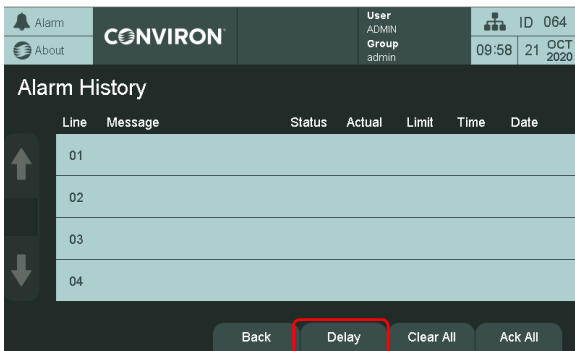 Alarm
About
CONVIRON
User
ADMIN
Group
admin
ID 064
09:58 21 OCT 2020
Alarm History
Line Message Status Actual Limit Time Date
01
02
03
04
Back Delay Clear All Ack All